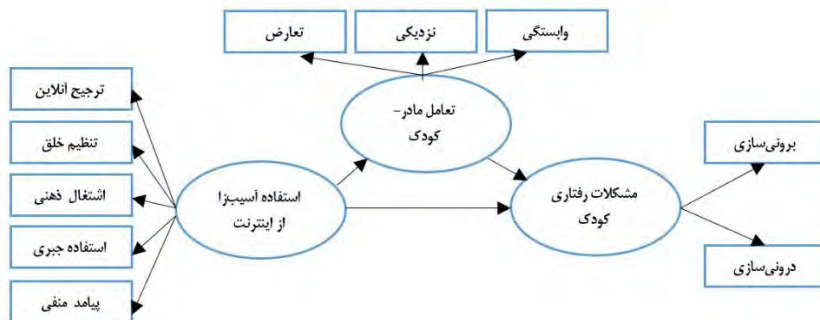 وابستگی
نزدیکی
تعارض
تعامل مادر-
کودک
ترجیح آنلاین
تنظیم خلق
اشتغال ذهنی
استفاده جبری
پیامد منفی
استفاده آسیب‌زا
از اینترنت
مشکلات رفتاری
کودک
برونی‌سازی
درونی‌سازی